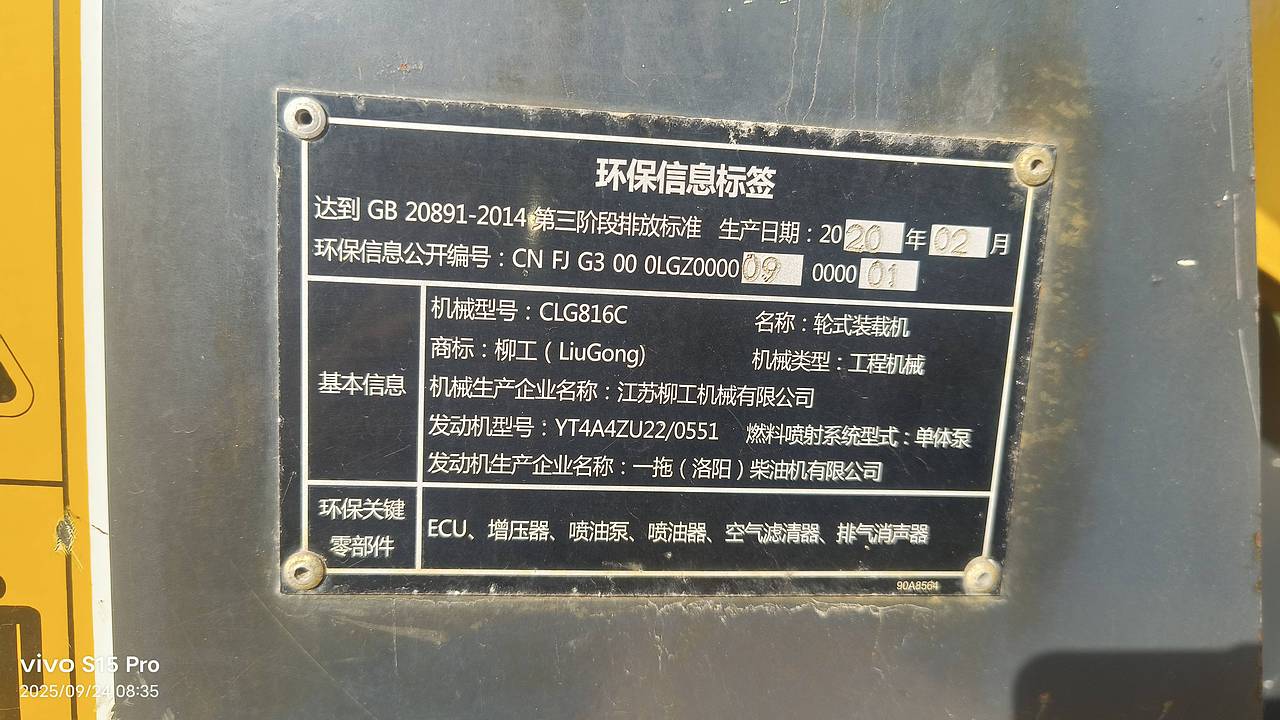 环保信息标签
达到 GB 20891-2014 第三阶段排放标准 生产日期：2020年02月
环保信息公开编号：CN FJ G3 00 0LGZ000009 000001
基本信息
机械型号：CLG816C 名称：轮式装载机
商标：柳工（LiuGong) 机械类型：工程机械
机械生产企业名称：江苏柳工机械有限公司
发动机型号：YT4A4ZU22/0551 燃料喷射系统型式：单体泵
发动机生产企业名称：一拖（洛阳）柴油机有限公司
环保关键
零部件
ECU、增压器、喷油泵、喷油器、空气滤清器、排气消声器
90A8564
vivo S15 Pro
2025/09/24 08:35